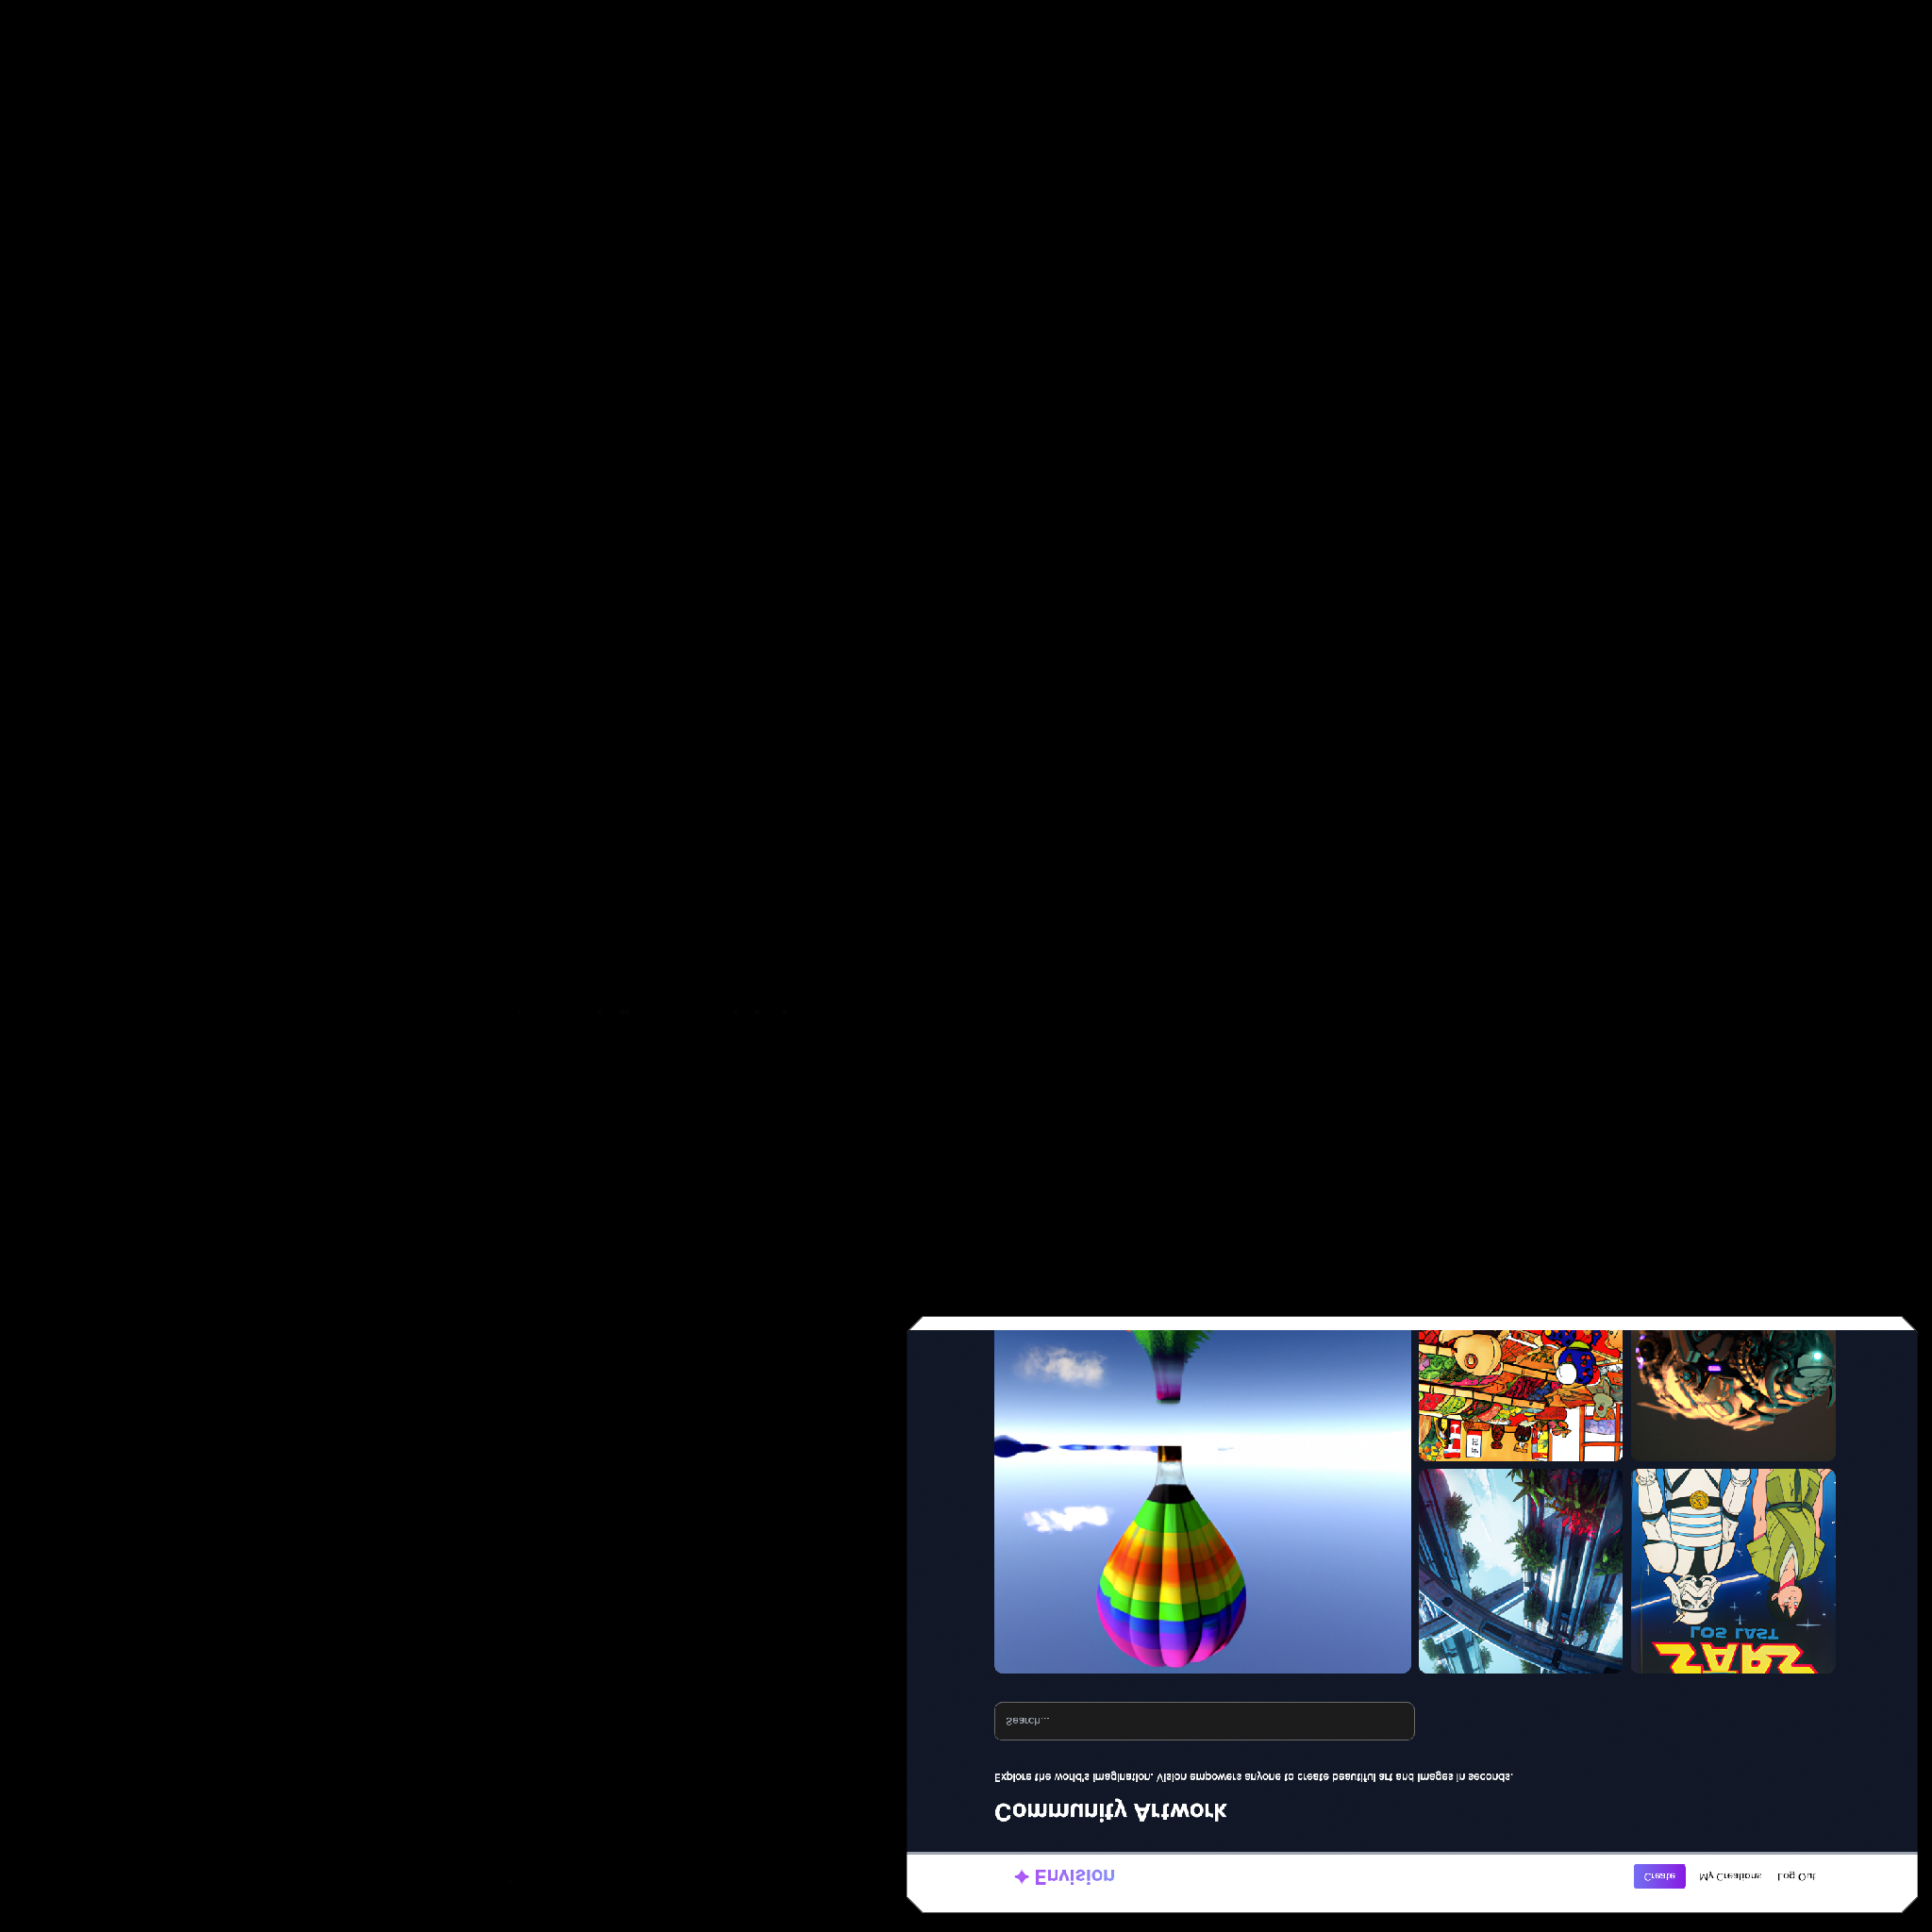 Envision
Create
My Creations
Log Out
Community Artwork
Explore the world's imagination. Vision empowers anyone to create beautiful art and images in seconds.
Search...
SARS
LOS LAST